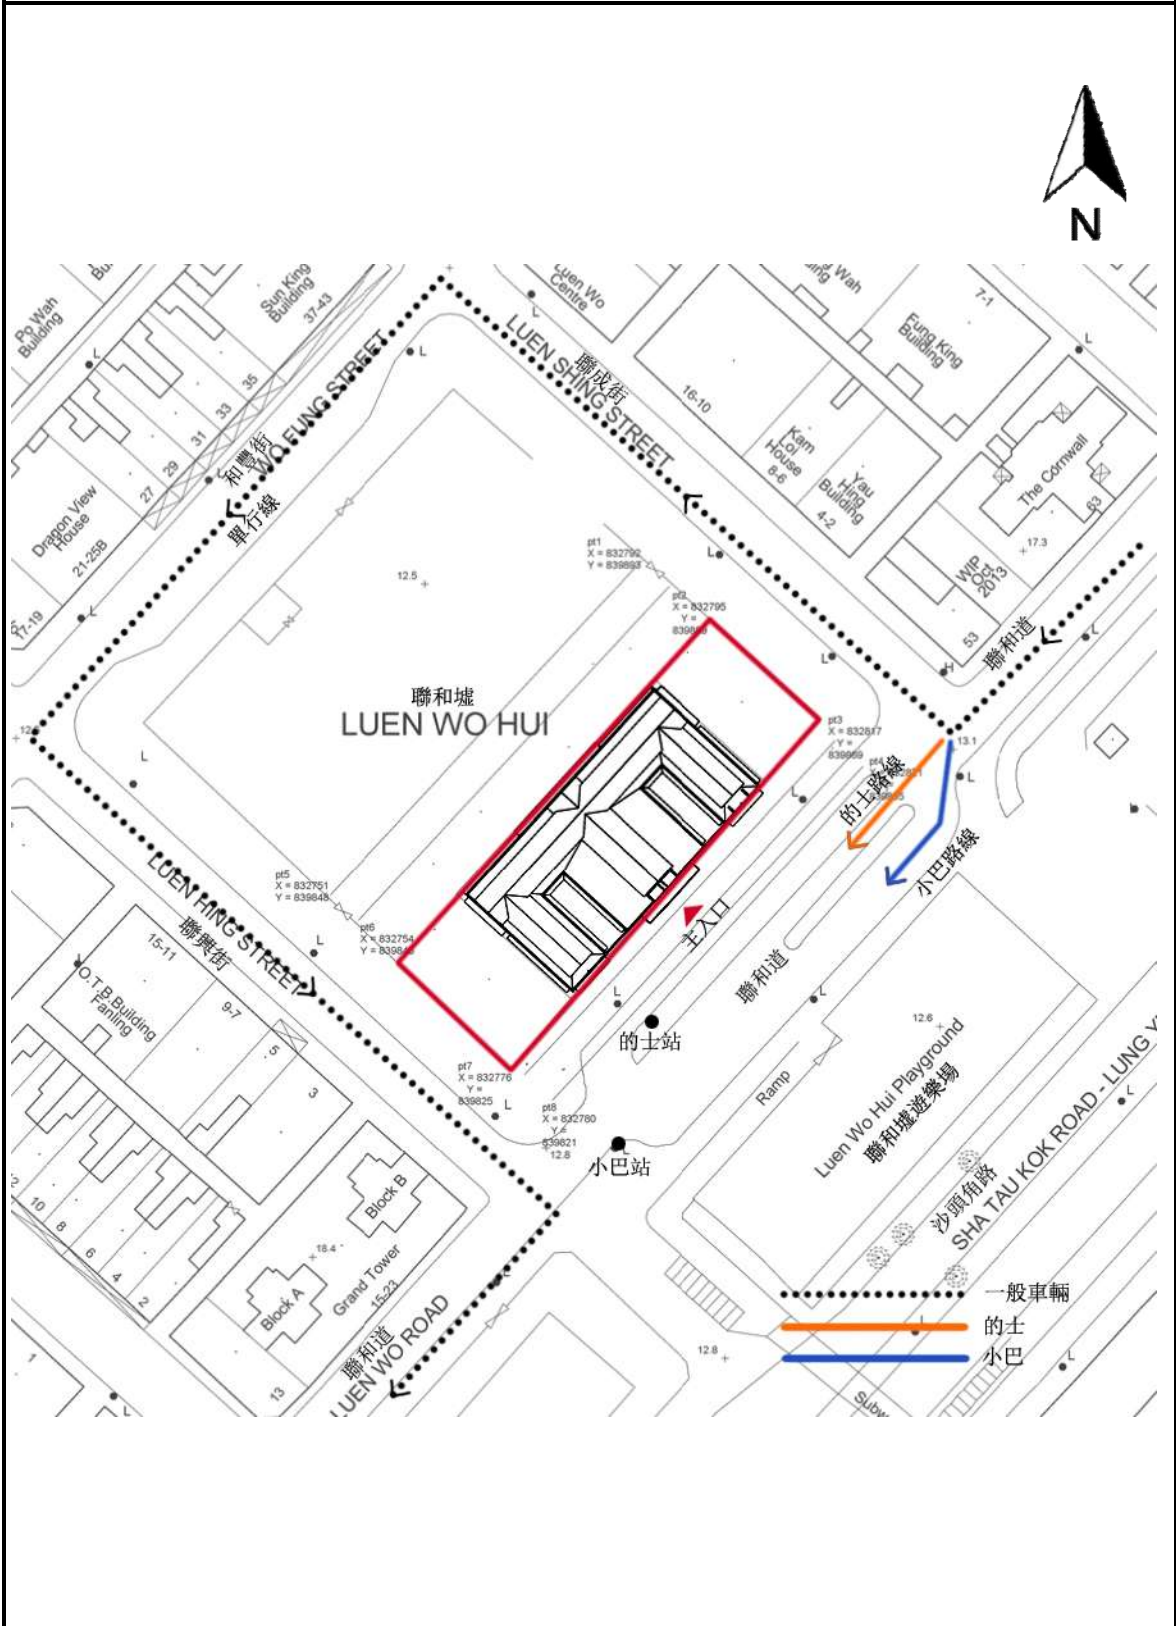 N
Po Wah
Building
Sun King
Building
37-43
Luen Wo
Centre
7-1
Fung King
Building
LUEN SHING STREET
聯成街
16-10
Kam
Loi
House
8-6
Yau
Hing
Building
4-2
The Cornwall
63
17.3
WIP
Oct
2013
53
聯和道
WO FUNG STREET
和豐街
單行線
35
33
31
29
27
Dragon View
House
21-25B
17-19
12.5
pt1
X = 832792
Y = 839893
pt2
X = 832795
Y =
pt3
X = 832817
Y =
839869
pt4
13.1
聯和墟
LUEN WO HUI
的士路線
小巴路線
主入口
聯和道
的士站
小巴站
pt5
X = 832751
Y = 839848
pt6
X = 832754
pt7
X = 832776
Y =
839825
pt8
X = 832780
Y =
839821
12.8
LUEN HING STREET
聯興街
15-11
9-7
5
3
O.T.B.Building
Fanling
10
8
6
4
2
Block B
Block A
18.4
Grand Tower
15-23
13
1
聯和道
LUEN WO ROAD
Ramp
12.6
Luen Wo Hui Playground
聯和墟遊樂場
沙頭角路
SHA TAU KOK ROAD - LUNG
12.8
一般車輛
的士
小巴